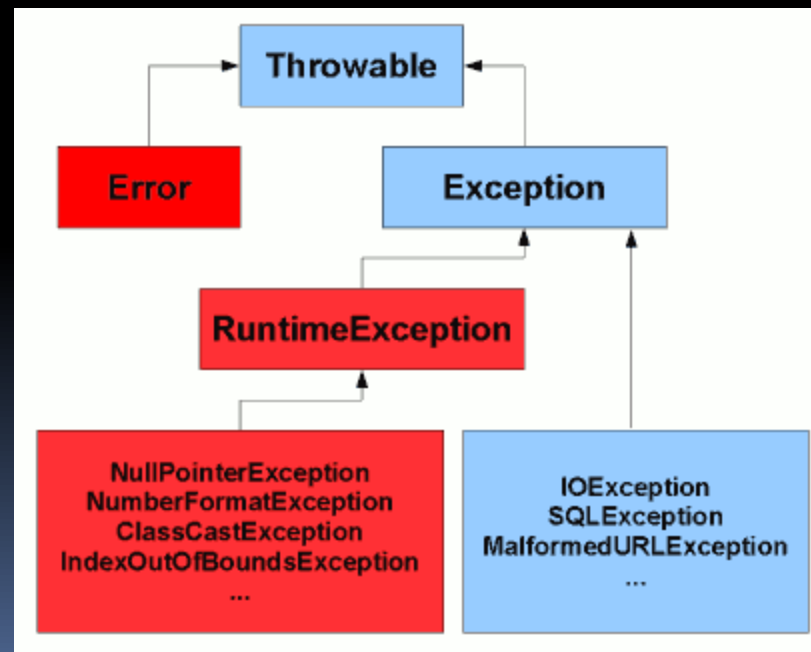 Throwable
Error
Exception
RuntimeException
NullPointerException
NumberFormatException
ClassCastException
IndexOutOfBoundsException
...
IOException
SQLException
MalformedURLException
...